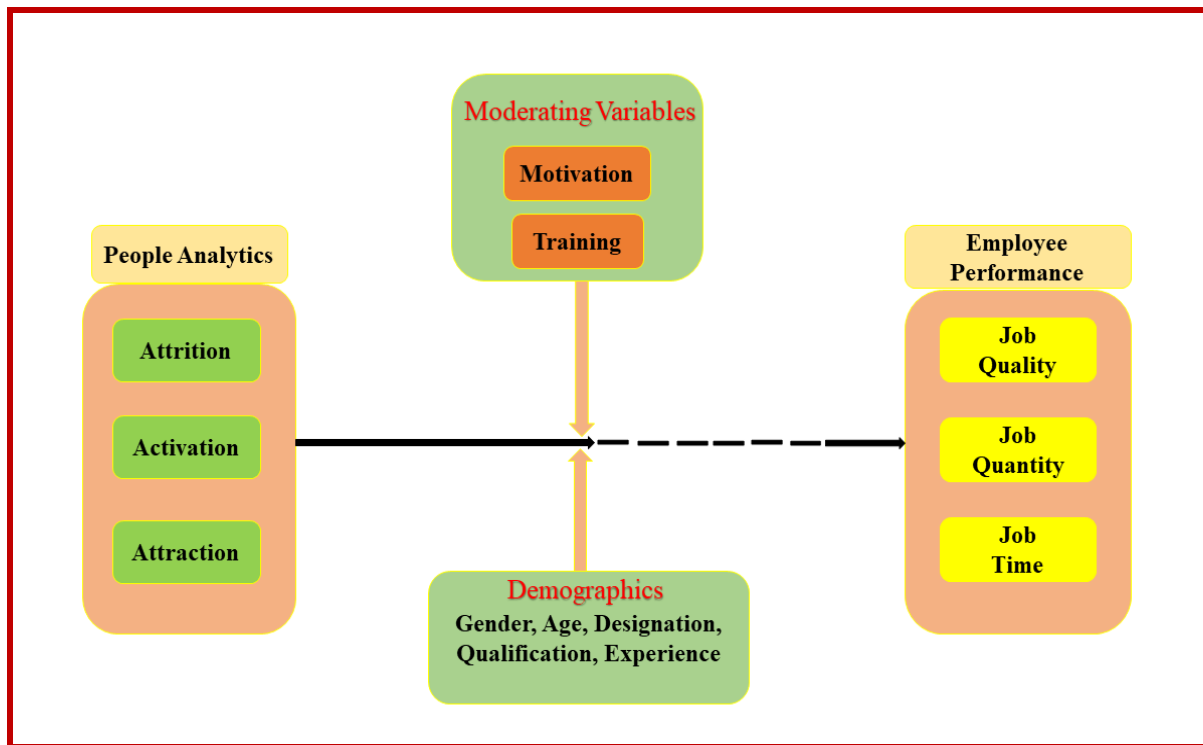 Moderating Variables
Motivation
Training
People Analytics
Attrition
Activation
Attraction
Employee
Performance
Job
Quality
Job
Quantity
Job
Time
Demographics
Gender, Age, Designation,
Qualification, Experience